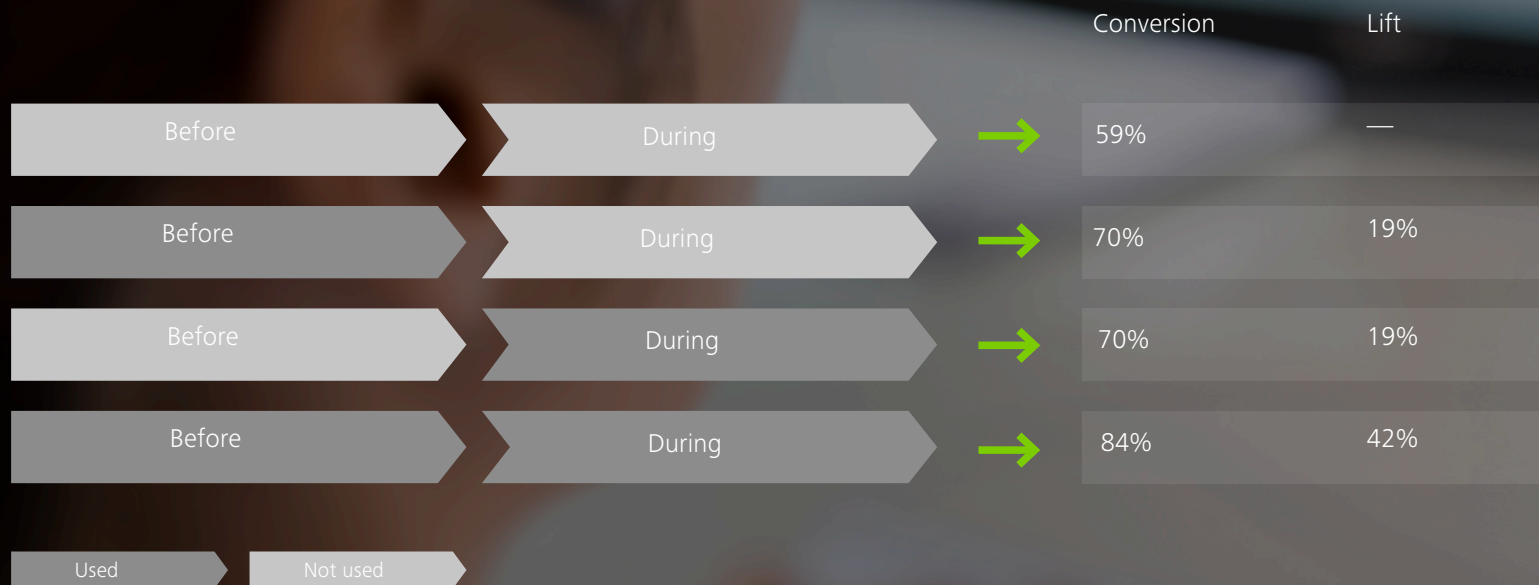 Conversion Lift
Before During 59% —
Before During 70% 19%
Before During 70% 19%
Before During 84% 42%
Used Not used